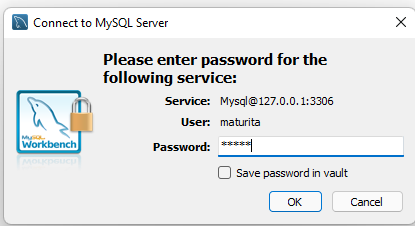 Connect to MySQL Server
Please enter password for the
following service:
Service: Mysql@127.0.0.1:3306
User: maturita
Password: *****
Save password in vault
OK Cancel
MySQL
Workbench